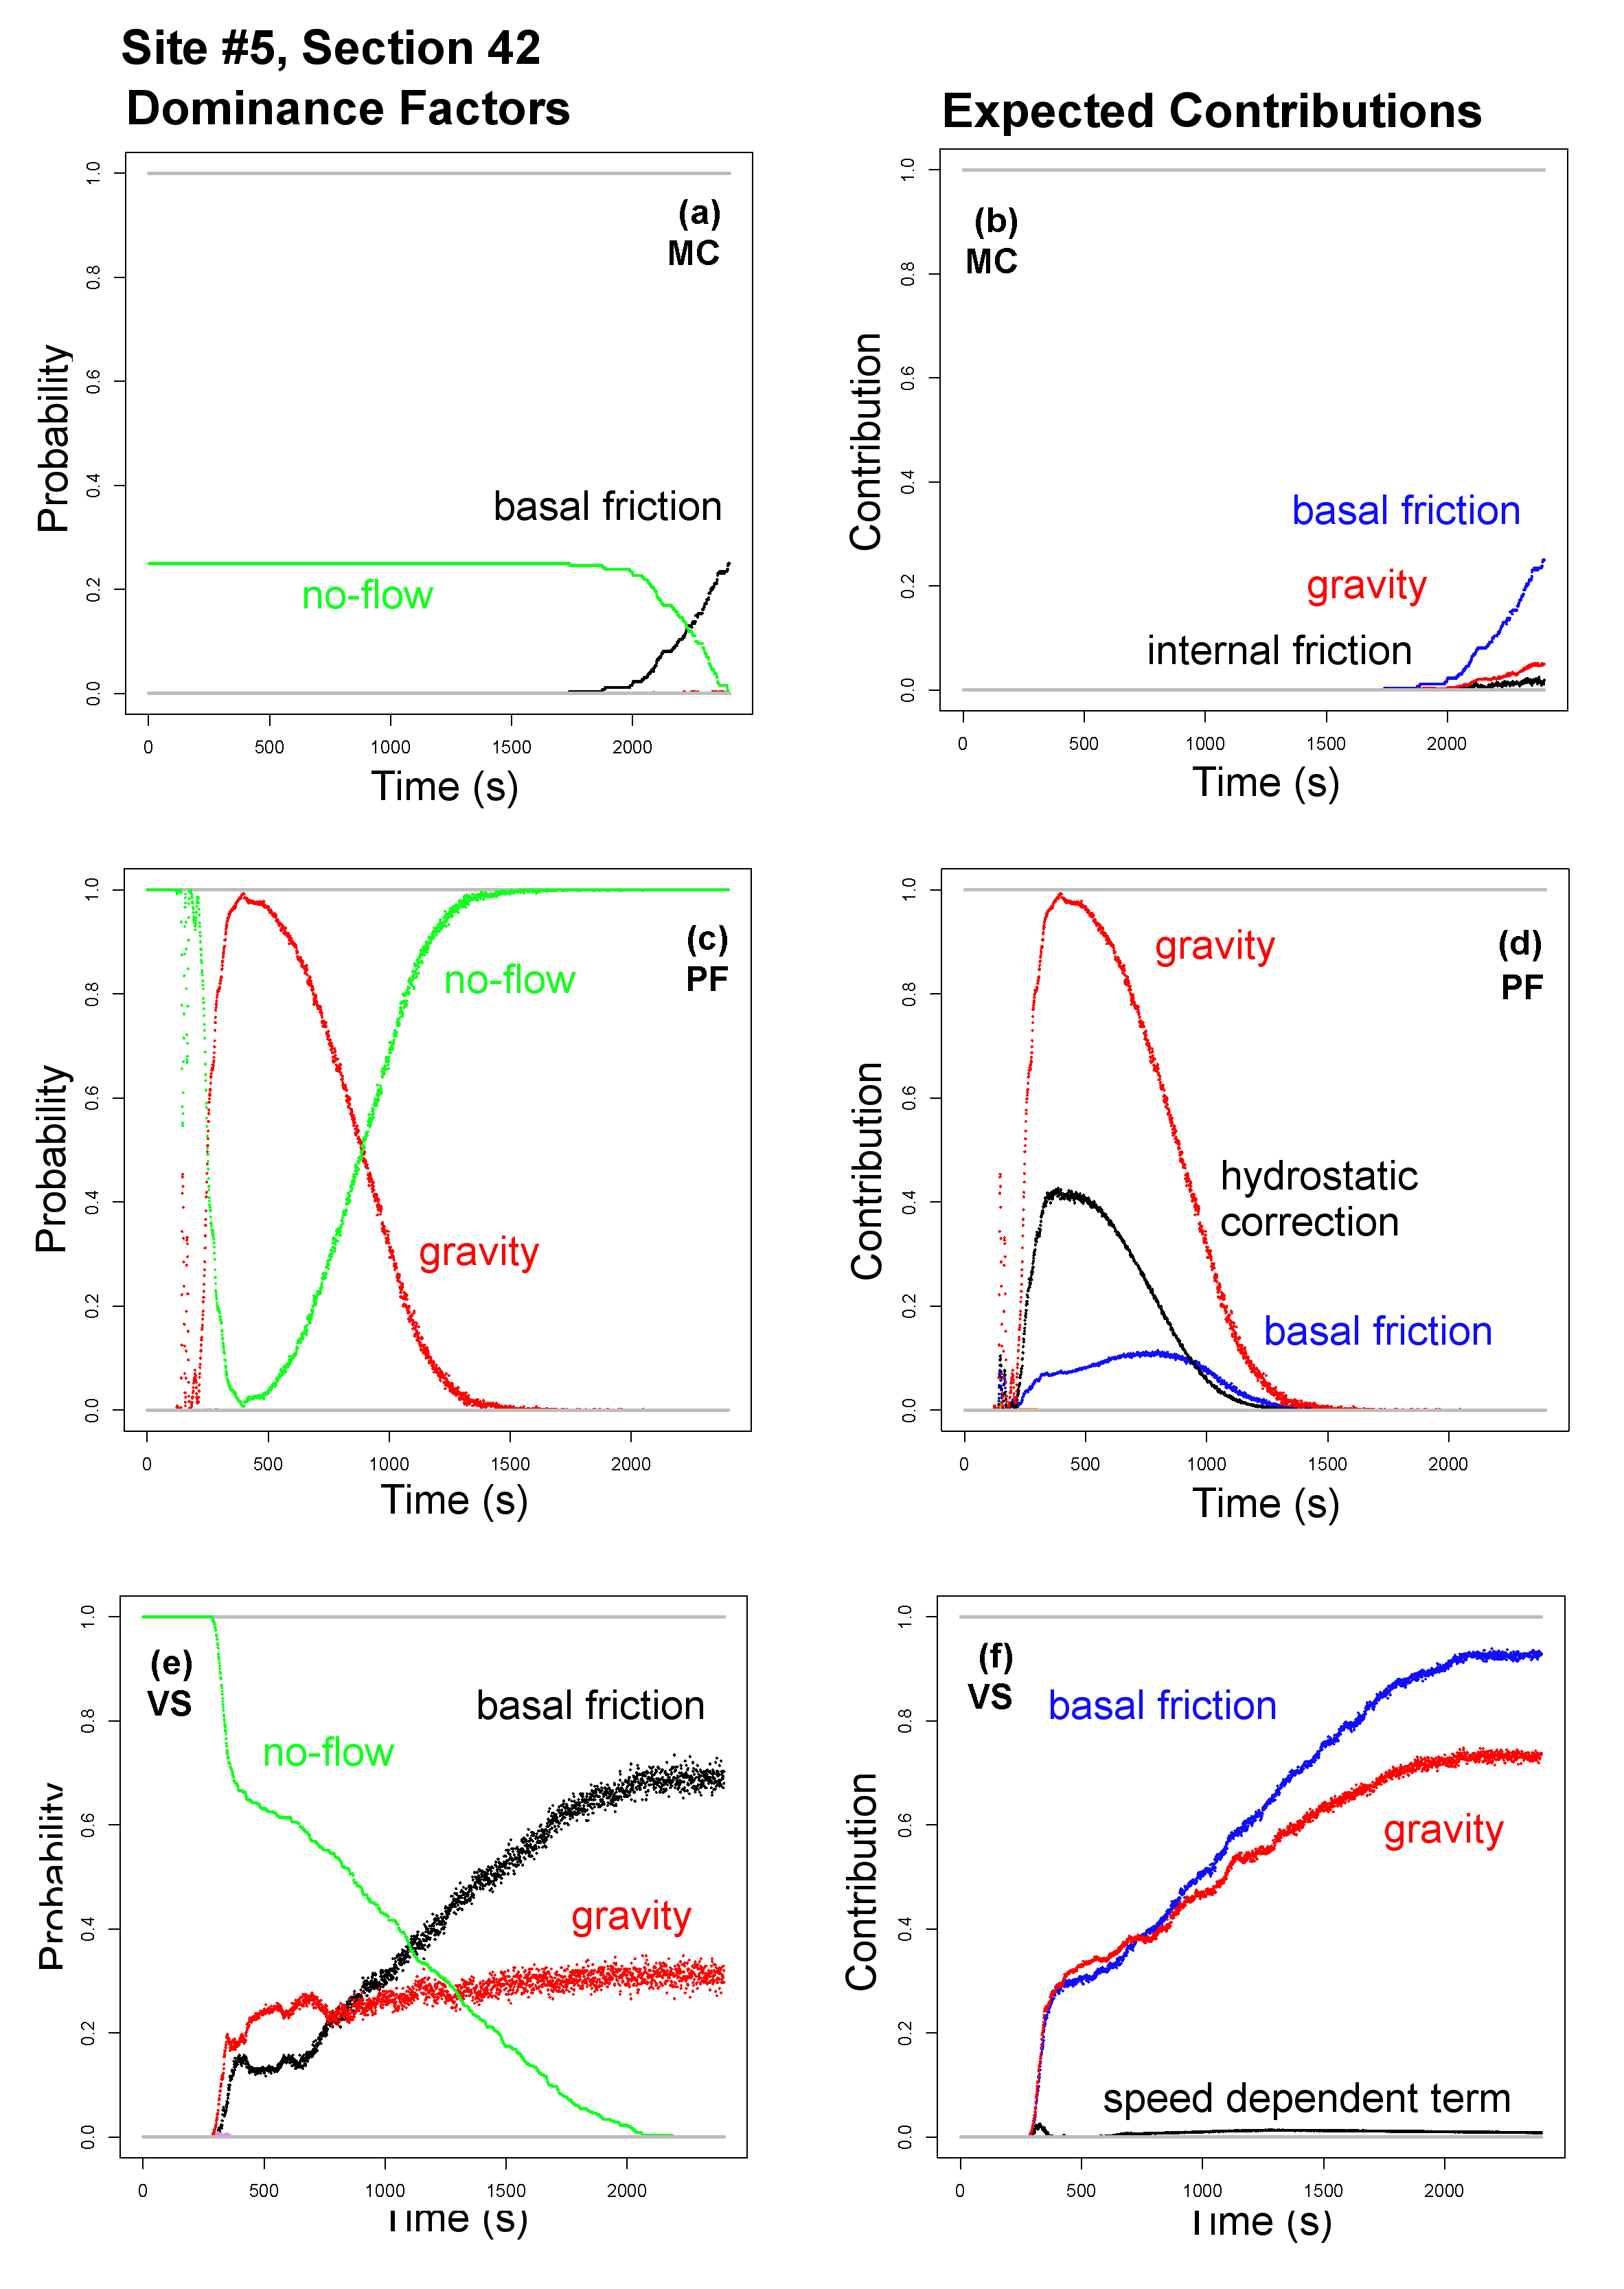 Site #5, Section 42
Dominance Factors
Expected Contributions
(a)
MC
Probability
1.0
0.8
0.6
0.4
0.2
0.0
basal friction
no-flow
0 500 1000 1500 2000
Time (s)
(b)
MC
Contribution
1.0
0.8
0.6
0.4
0.2
0.0
basal friction
gravity
internal friction
0 500 1000 1500 2000
Time (s)
(c)
PF
Probability
1.0
0.8
0.6
0.4
0.2
0.0
no-flow
gravity
0 500 1000 1500 2000
Time (s)
(d)
PF
Contribution
1.0
0.8
0.6
0.4
0.2
0.0
gravity
hydrostatic
correction
basal friction
0 500 1000 1500 2000
Time (s)
(e)
VS
Probability
1.0
0.8
0.6
0.4
0.2
0.0
basal friction
no-flow
gravity
0 500 1000 1500 2000
Time (s)
(f)
VS
Contribution
1.0
0.8
0.6
0.4
0.2
0.0
basal friction
gravity
speed dependent term
0 500 1000 1500 2000
Time (s)